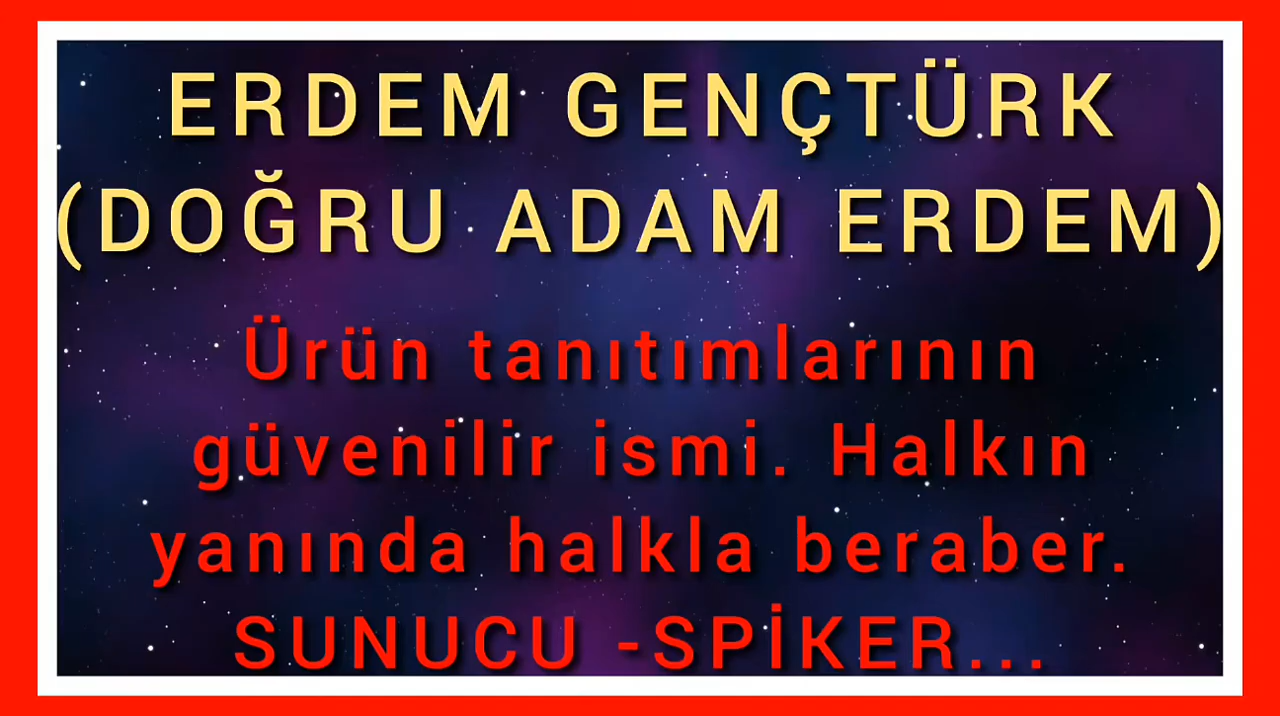 ERDEM GENÇTÜRK
(DOĞRU ADAM ERDEM)
Ürün tanıtımlarının
güvenilir ismi. Halkın
yanında halkla beraber.
SUNUCU -SPİKER...